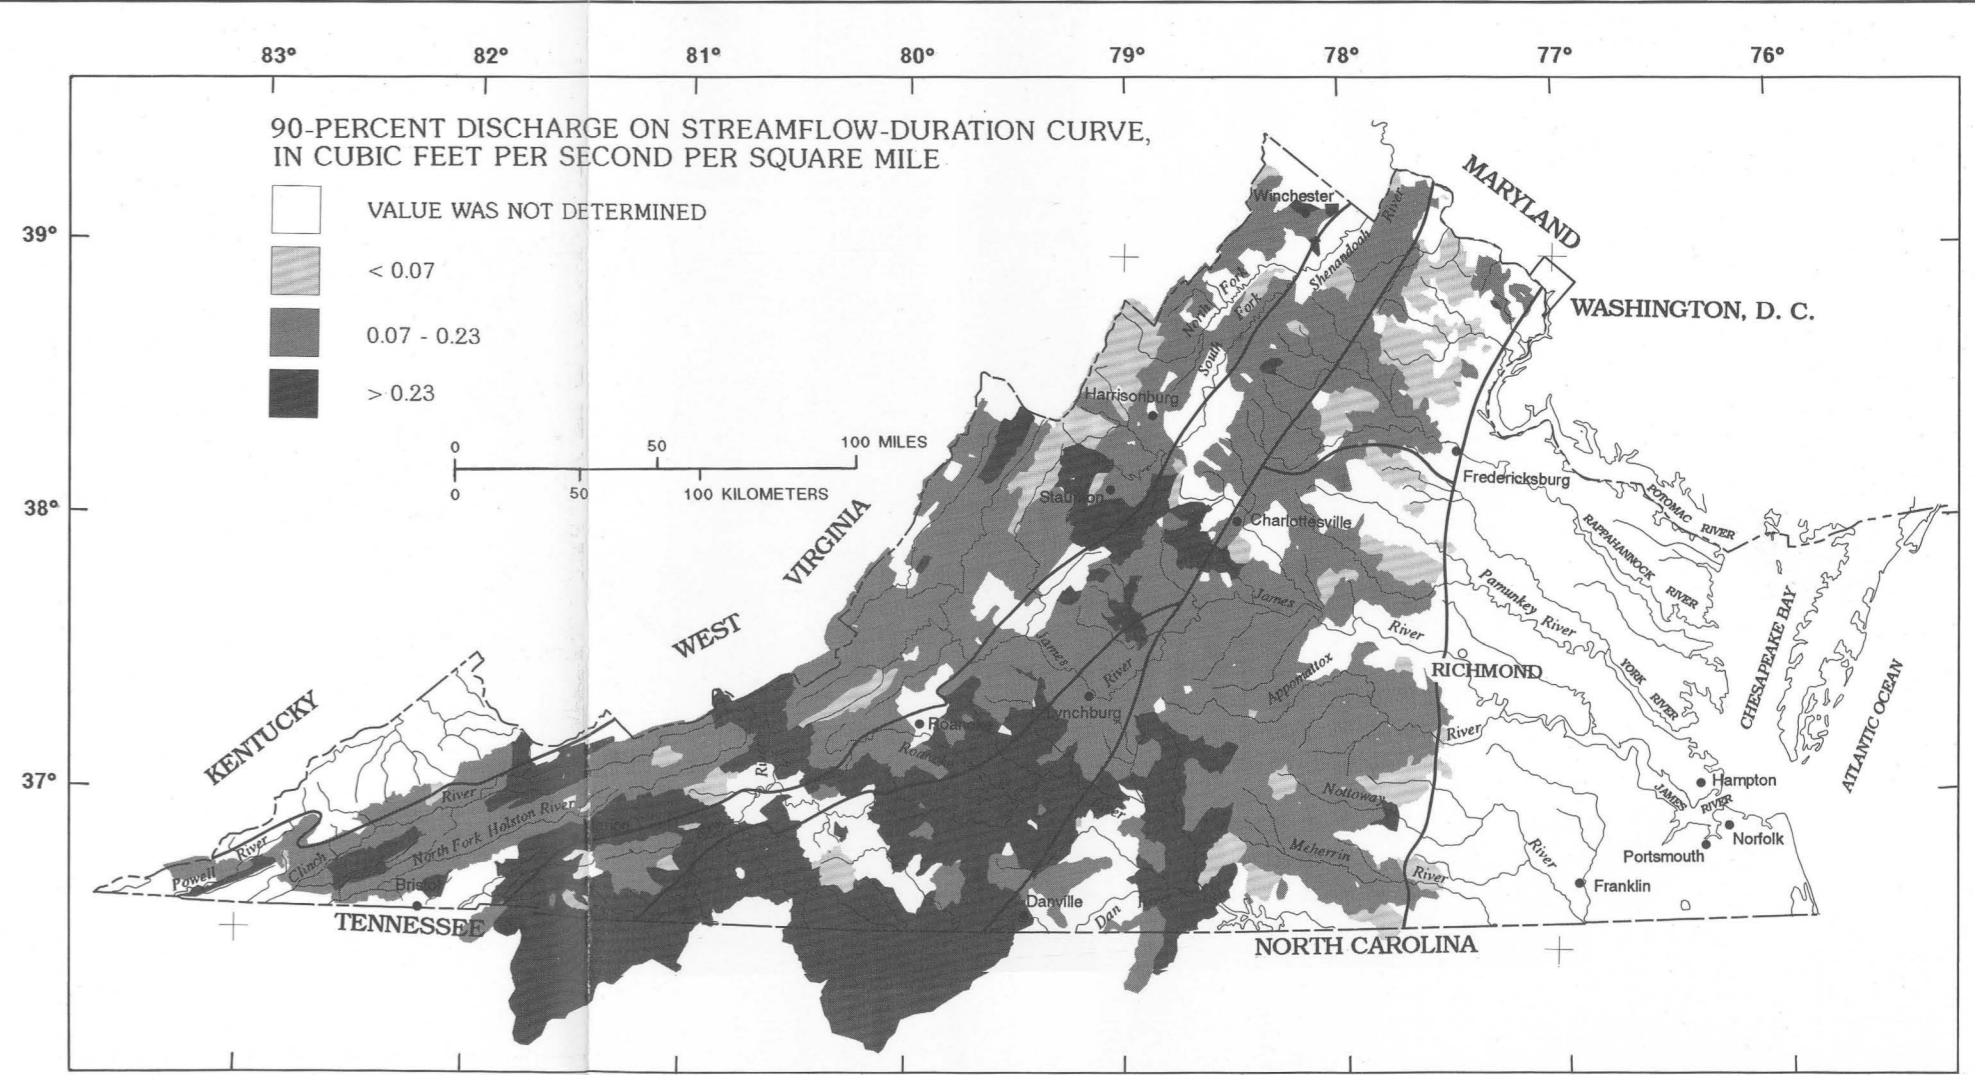 83° 82° 81° 80° 79° 78° 77° 76°
90-PERCENT DISCHARGE ON STREAMFLOW-DURATION CURVE,
IN CUBIC FEET PER SECOND PER SQUARE MILE
VALUE WAS NOT DETERMINED
< 0.07
0.07 - 0.23
> 0.23
0 50 100 MILES
0 50 100 KILOMETERS
39°
38°
37°
MARYLAND
WASHINGTON, D. C.
Winchester
Shenandoah
River
North
Fork
South
Fork
Harrisonburg
Staunton
Charlottesville
Fredericksburg
POTOMAC
RIVER
RAPPAHANNOCK
RIVER
Pamunkey
River
YORK
RIVER
CHESAPEAKE BAY
ATLANTIC OCEAN
WEST
VIRGINIA
KENTUCKY
James
River
James
River
RICHMOND
Appomattox
River
Lynchburg
Roanoke
Roanoke
Nottoway
Meherrin
River
River
Hampton
JAMES
RIVER
Norfolk
Portsmouth
Franklin
River
North Fork Holston River
River
Clinch
Powell
Bristol
Danville
Dan
TENNESSEE
NORTH CAROLINA